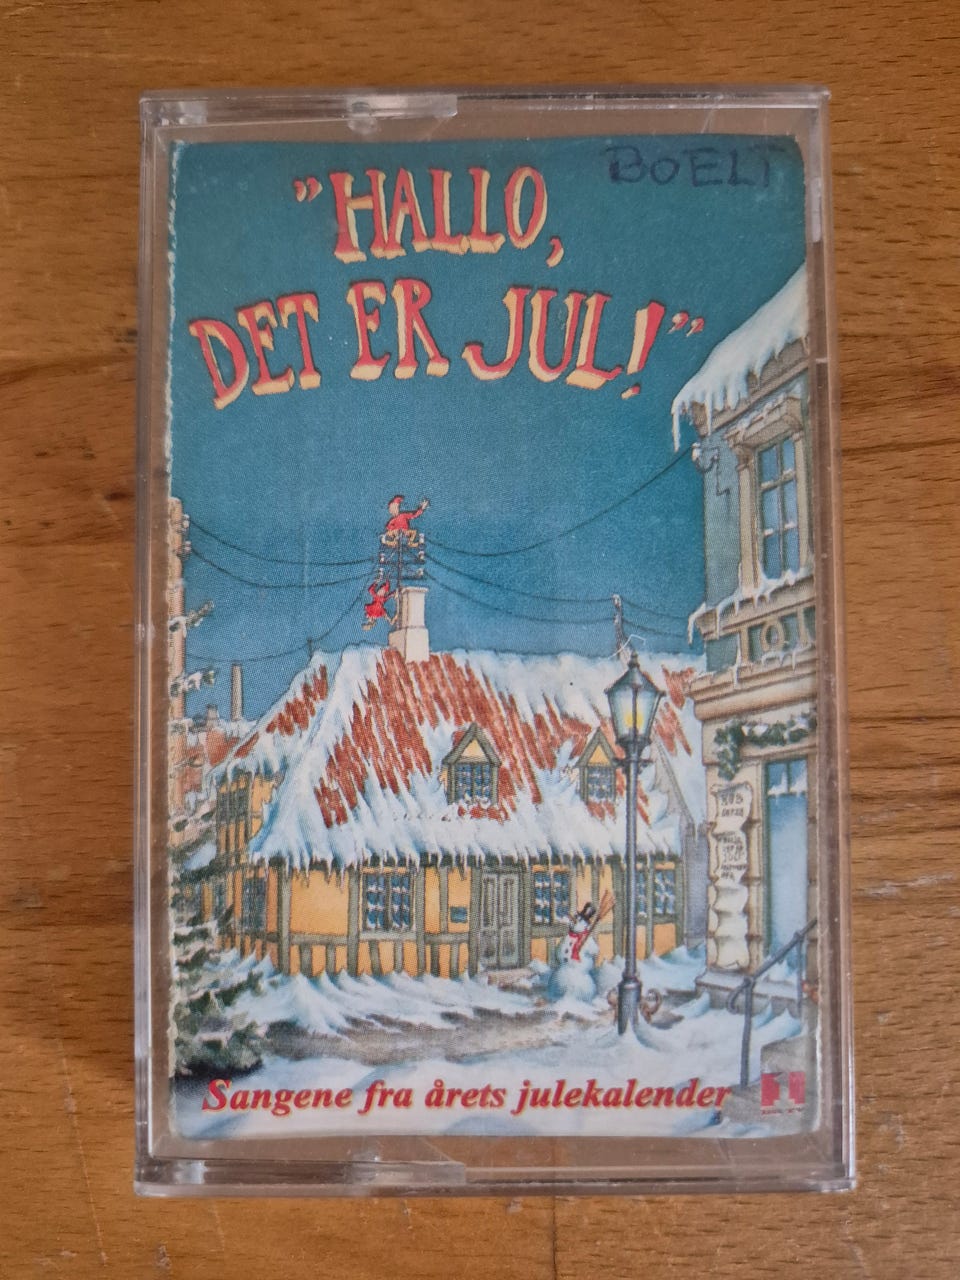 BOELT
"HALLO,
DET ER JUL!"
Sangene fra årets julekalender